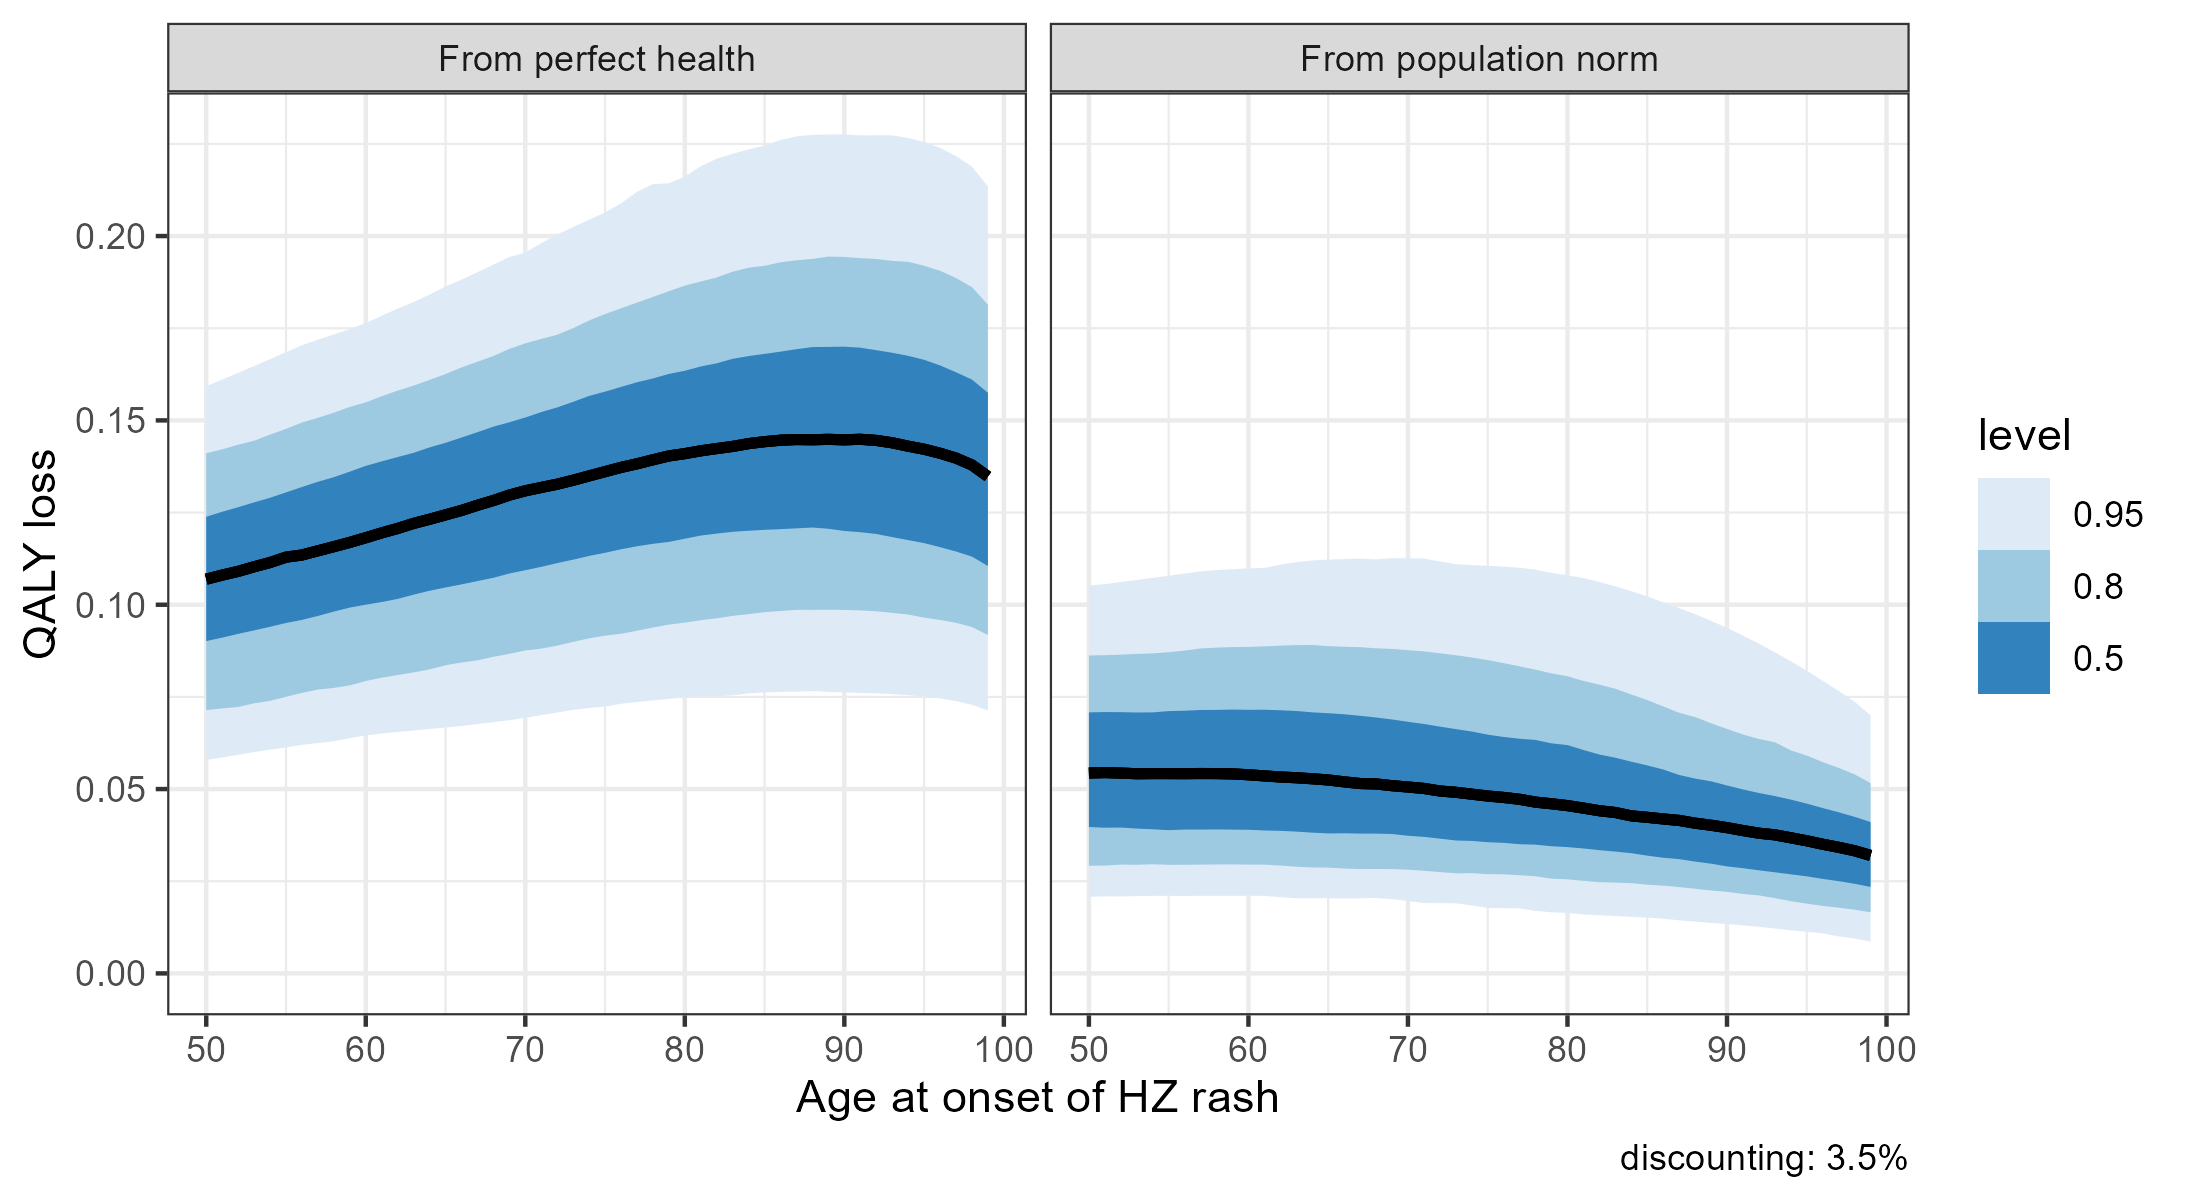 From perfect health
From population norm
QALY loss
0.20
0.15
0.10
0.05
0.00
50 60 70 80 90 100
50 60 70 80 90 100
Age at onset of HZ rash
level
0.95
0.8
0.5
discounting: 3.5%